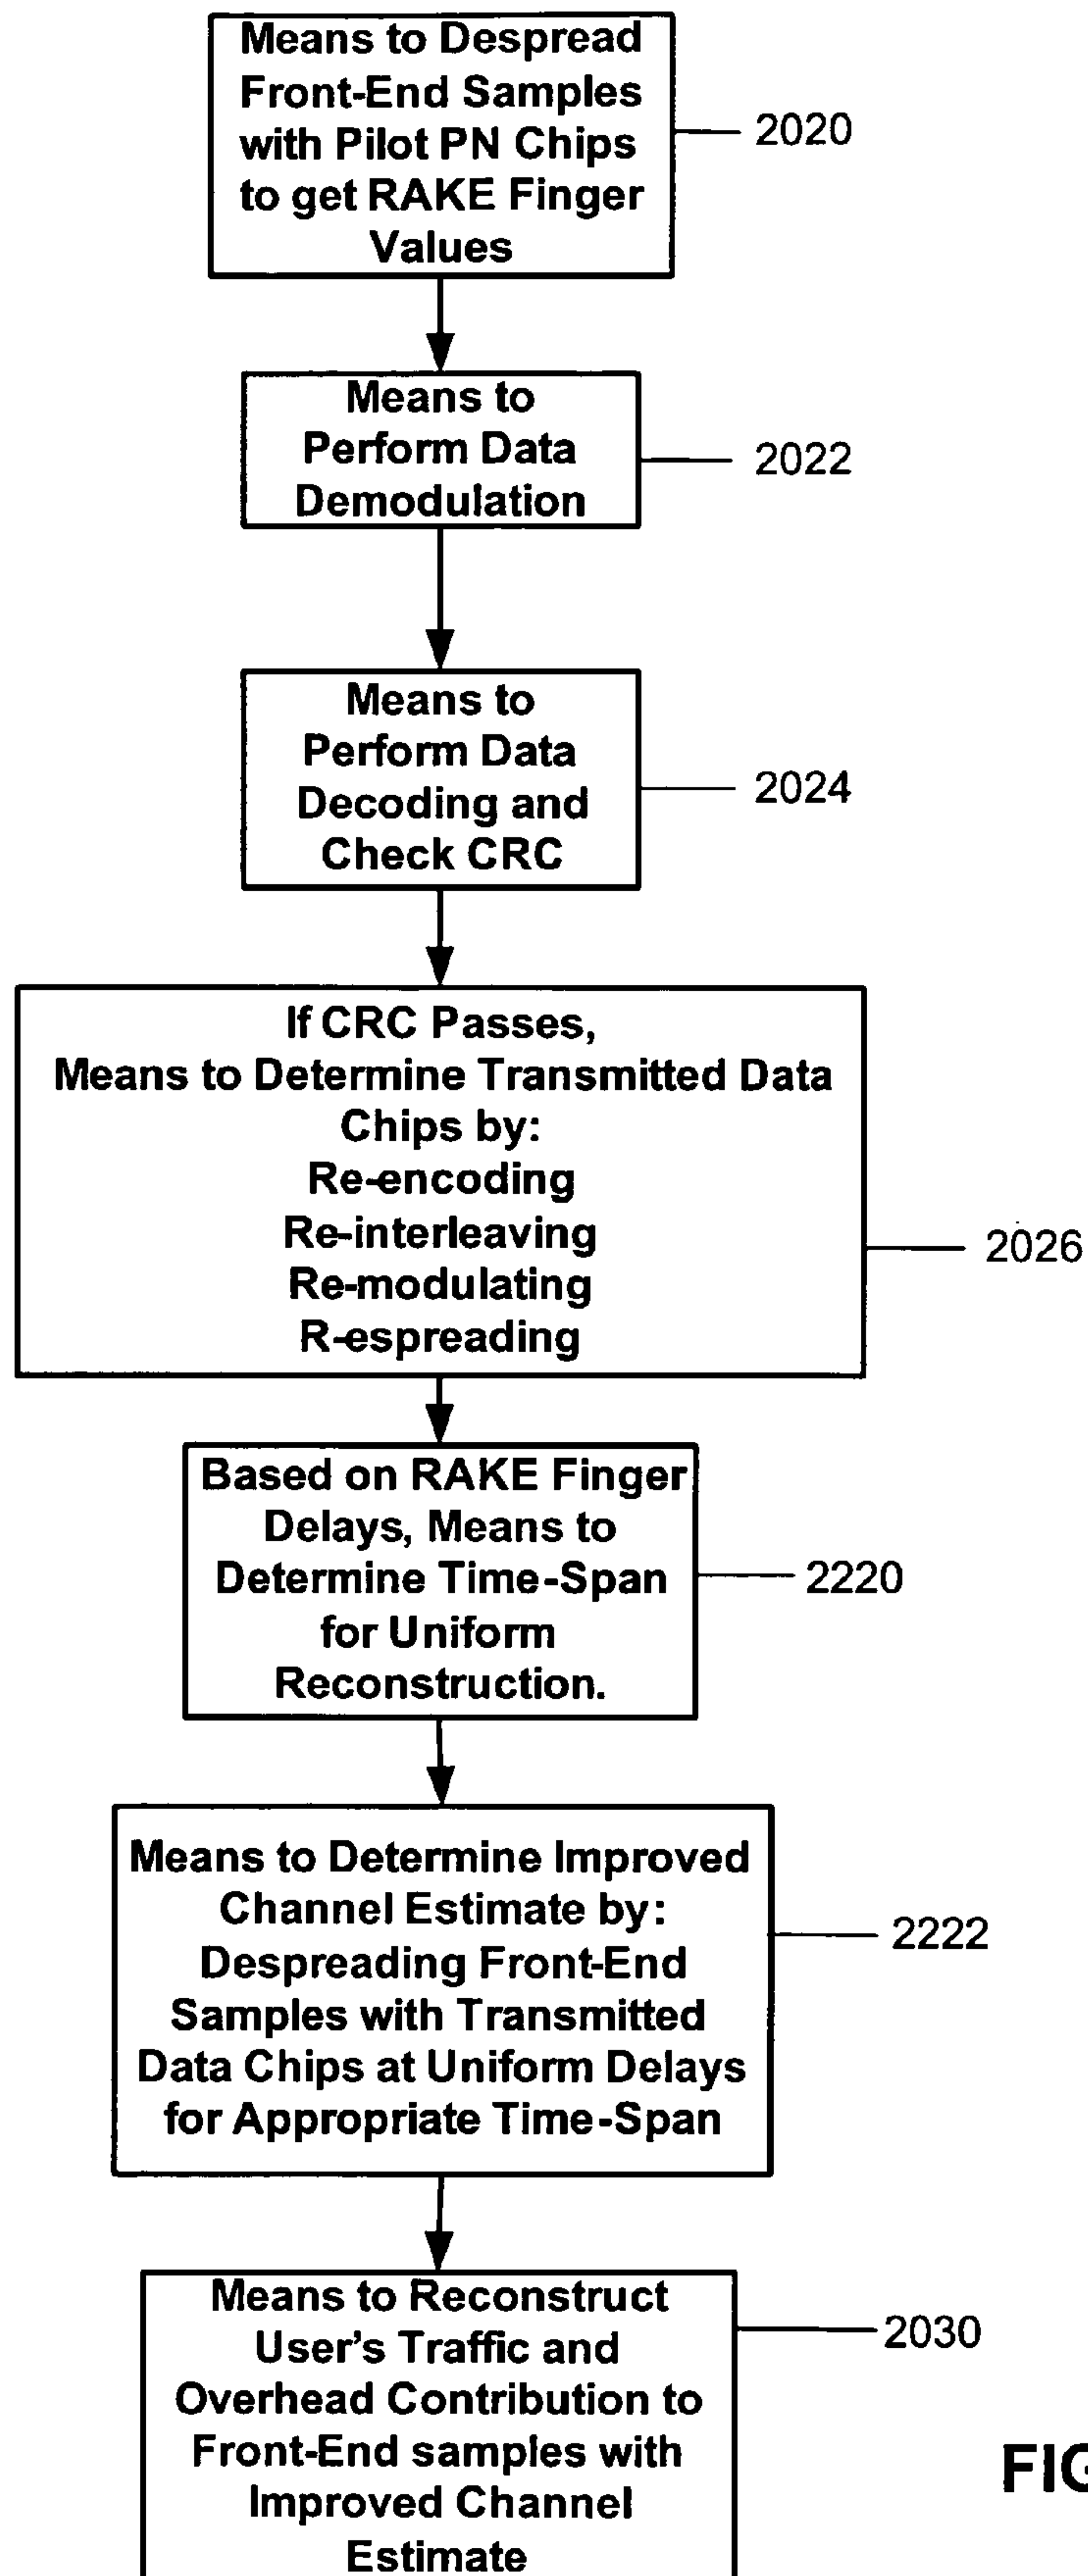 Means to Despread
Front-End Samples
with Pilot PN Chips
to get RAKE Finger
Values
2020
Means to
Perform Data
Demodulation
2022
Means to
Perform Data
Decoding and
Check CRC
2024
If CRC Passes,
Means to Determine Transmitted Data
Chips by:
Re-encoding
Re-interleaving
Re-modulating
R-espreading
2026
Based on RAKE Finger
Delays, Means to
Determine Time-Span
for Uniform
Reconstruction.
2220
Means to Determine Improved
Channel Estimate by:
Despreading Front-End
Samples with Transmitted
Data Chips at Uniform Delays
for Appropriate Time-Span
2222
Means to Reconstruct
User's Traffic and
Overhead Contribution to
Front-End samples with
Improved Channel
Estimate
2030